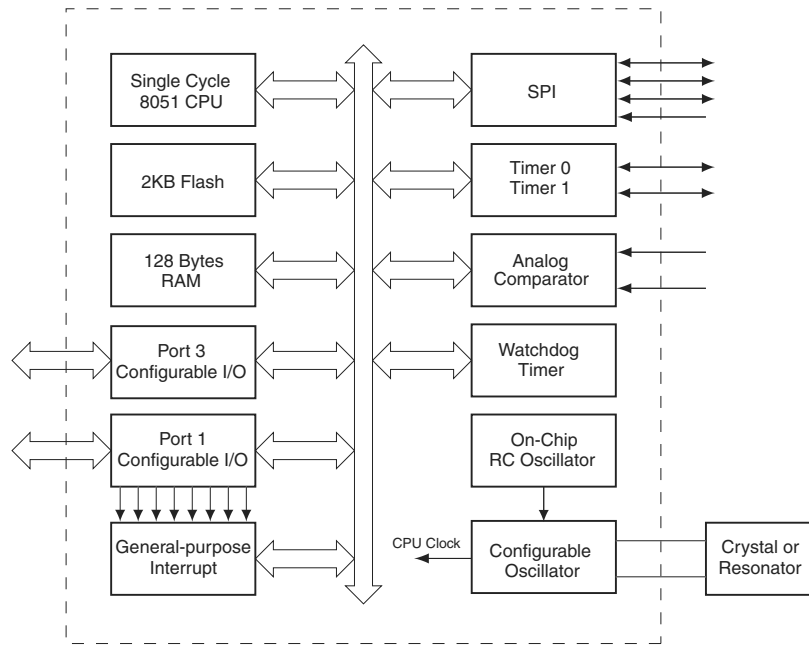 Single Cycle
8051 CPU
SPI
2KB Flash
Timer 0
Timer 1
128 Bytes
RAM
Analog
Comparator
Port 3
Configurable I/O
Watchdog
Timer
Port 1
Configurable I/O
On-Chip
RC Oscillator
General-purpose
Interrupt
CPU Clock
Configurable
Oscillator
Crystal or
Resonator